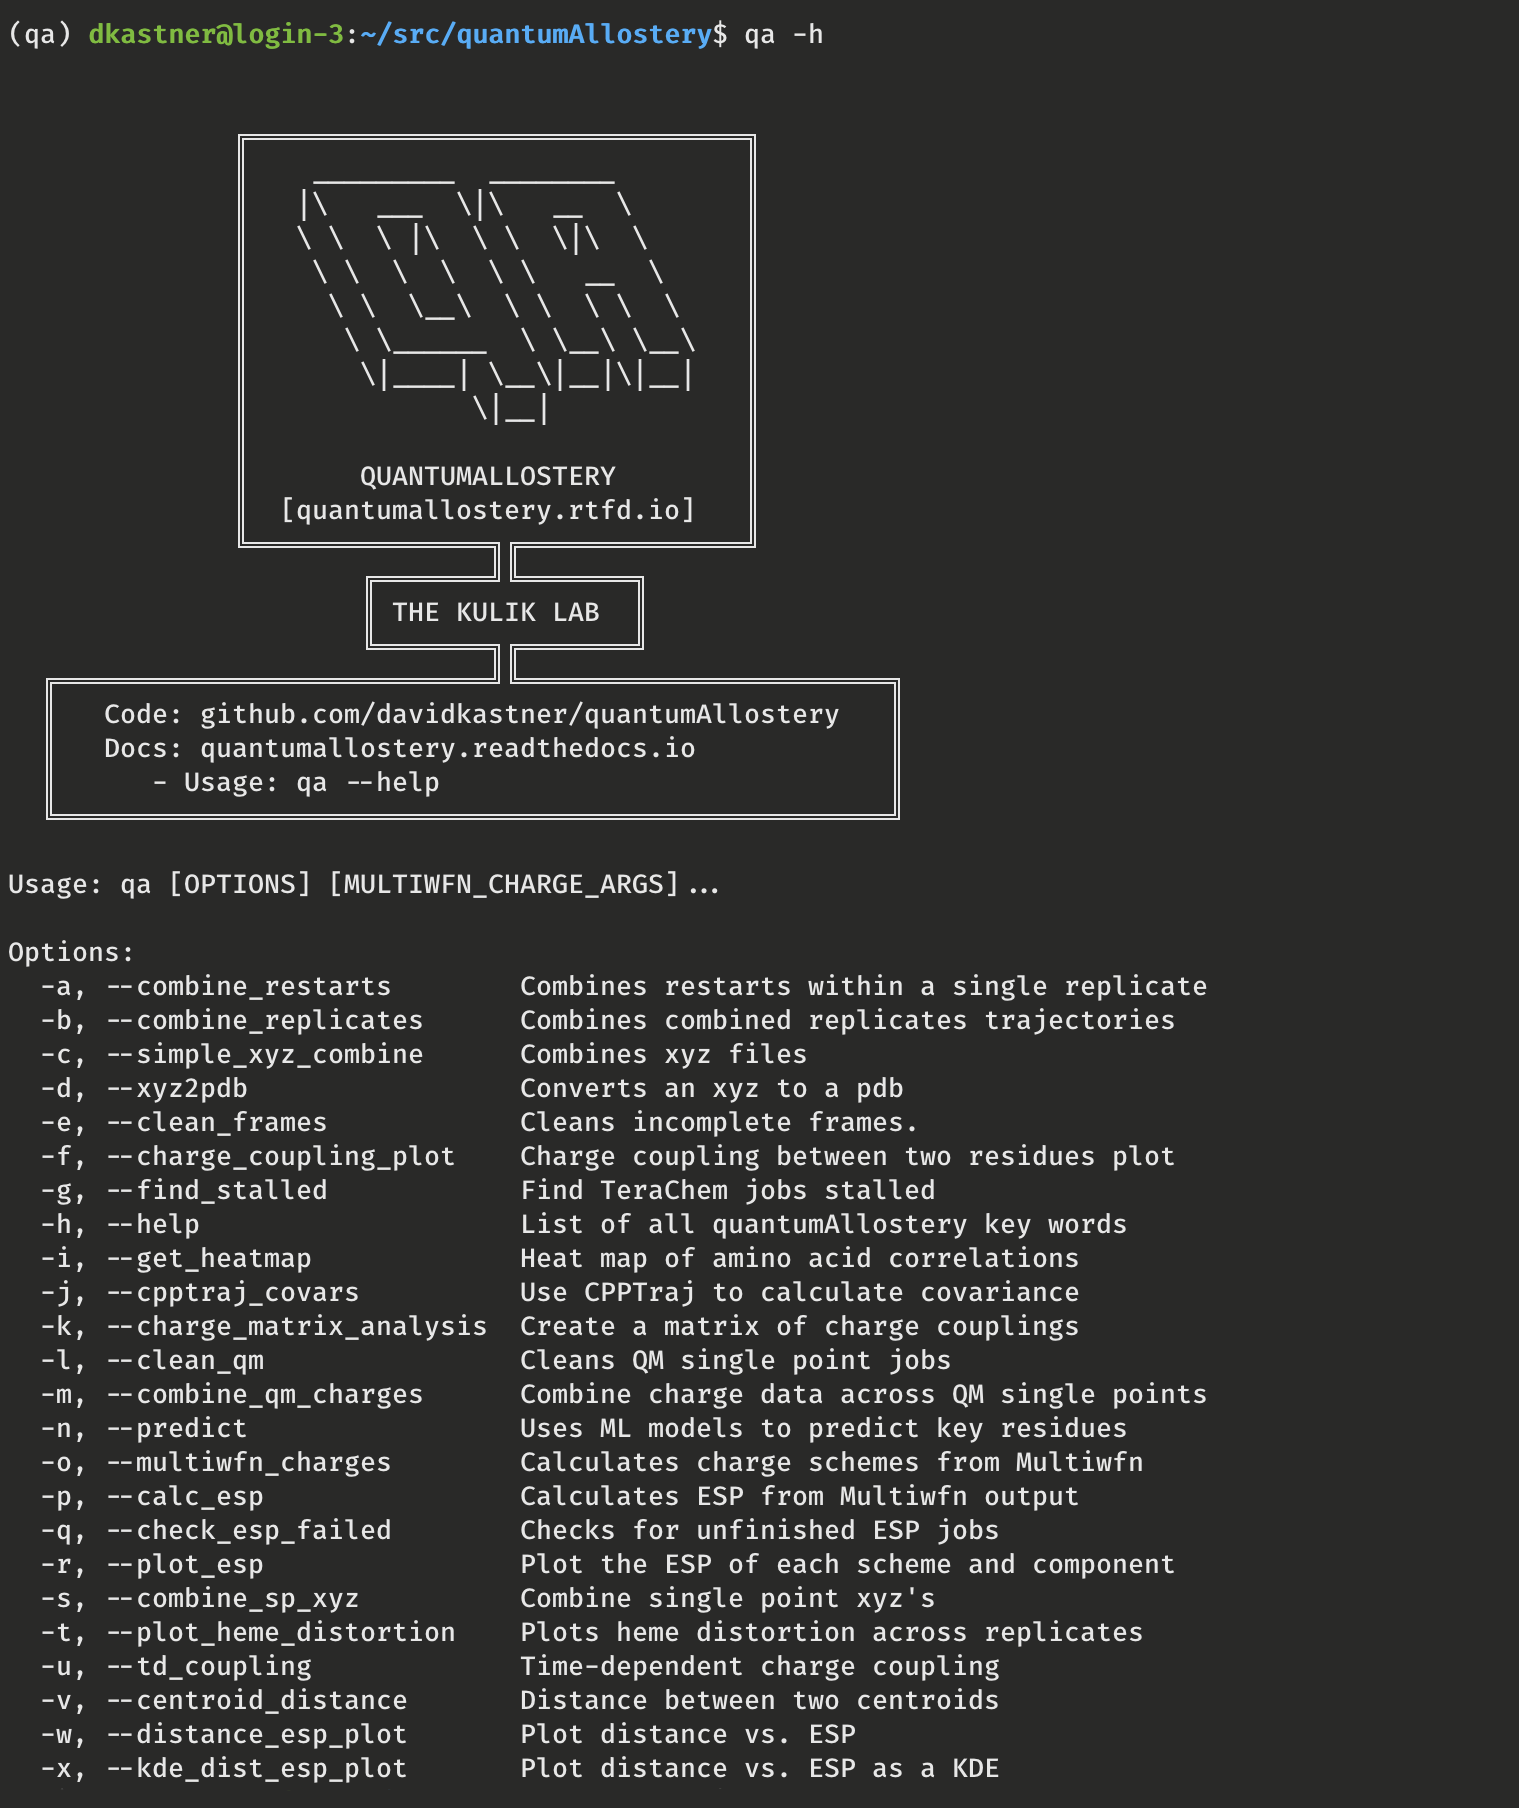 (qa) dkastner@login-3:~/src/quantumAllostery$ qa -h
QUANTUMALLOSTERY
[quantumallostery.rtfd.io]
THE KULIK LAB
Code: github.com/davidkastner/quantumAllostery
Docs: quantumallostery.readthedocs.io
- Usage: qa --help
Usage: qa [OPTIONS] [MULTIWFN_CHARGE_ARGS]...
Options:
-a, --combine_restarts Combines restarts within a single replicate
-b, --combine_replicates Combines combined replicates trajectories
-c, --simple_xyz_combine Combines xyz files
-d, --xyz2pdb Converts an xyz to a pdb
-e, --clean_frames Cleans incomplete frames.
-f, --charge_coupling_plot Charge coupling between two residues plot
-g, --find_stalled Find TeraChem jobs stalled
-h, --help List of all quantumAllostery key words
-i, --get_heatmap Heat map of amino acid correlations
-j, --cpptraj_covars Use CPPTraj to calculate covariance
-k, --charge_matrix_analysis Create a matrix of charge couplings
-l, --clean_qm Cleans QM single point jobs
-m, --combine_qm_charges Combine charge data across QM single points
-n, --predict Uses ML models to predict key residues
-o, --multiwfn_charges Calculates charge schemes from Multiwfn
-p, --calc_esp Calculates ESP from Multiwfn output
-q, --check_esp_failed Checks for unfinished ESP jobs
-r, --plot_esp Plot the ESP of each scheme and component
-s, --combine_sp_xyz Combine single point xyz's
-t, --plot_heme_distortion Plots heme distortion across replicates
-u, --td_coupling Time-dependent charge coupling
-v, --centroid_distance Distance between two centroids
-w, --distance_esp_plot Plot distance vs. ESP
-x, --kde_dist_esp_plot Plot distance vs. ESP as a KDE